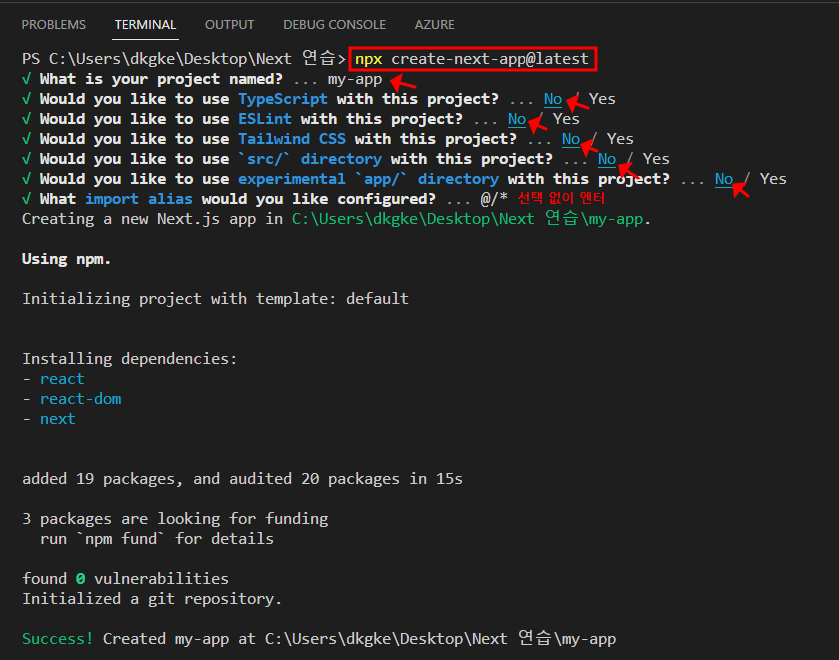 PROBLEMS TERMINAL OUTPUT DEBUG CONSOLE AZURE
PS C:\Users\dkgke\Desktop\Next 연습> npx create-next-app@latest
√ What is your project named? ... my-app
√ Would you like to use TypeScript with this project? ... No / Yes
√ Would you like to use ESLint with this project? ... No / Yes
√ Would you like to use Tailwind CSS with this project? ... No / Yes
√ Would you like to use `src/` directory with this project? ... No / Yes
√ Would you like to use experimental `app/` directory with this project? ... No / Yes
√ What import alias would you like configured? ... @/* 선택 없이 엔터
Creating a new Next.js app in C:\Users\dkgke\Desktop\Next 연습\my-app.
Using npm.
Initializing project with template: default
Installing dependencies:
- react
- react-dom
- next
added 19 packages, and audited 20 packages in 15s
3 packages are looking for funding
run `npm fund` for details
found 0 vulnerabilities
Initialized a git repository.
Success! Created my-app at C:\Users\dkgke\Desktop\Next 연습\my-app